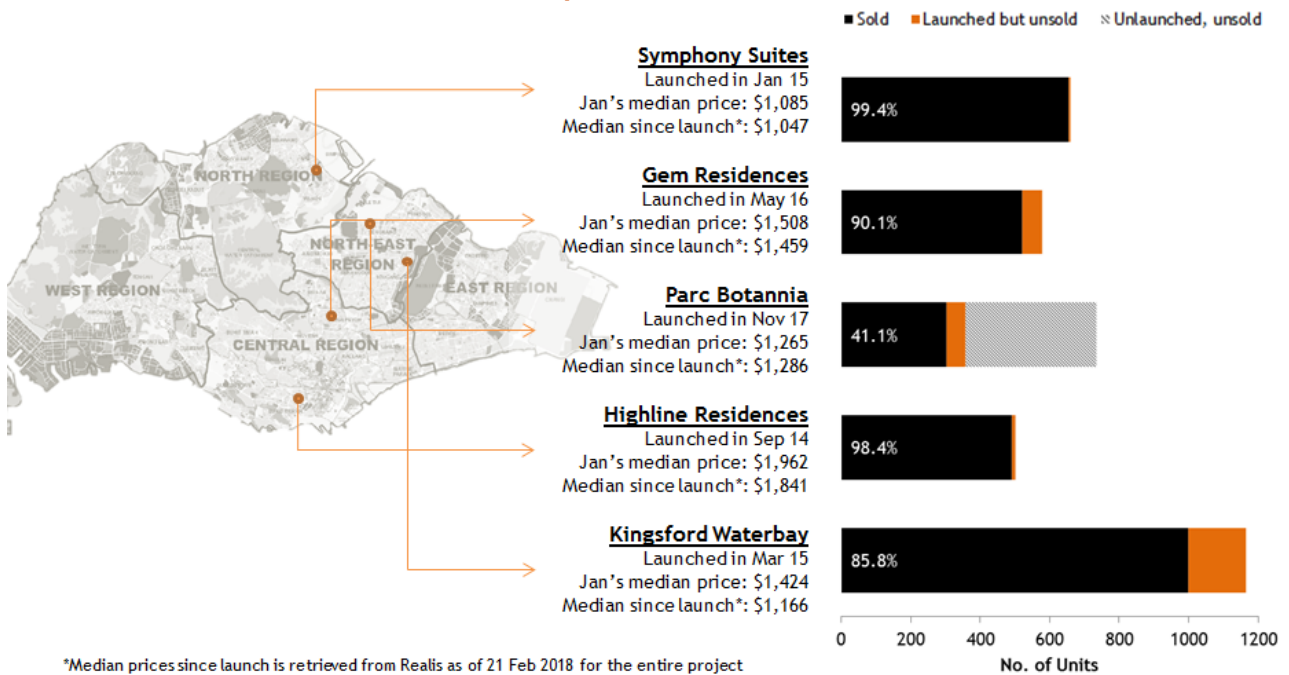 Sold Launched but unsold Unlaunched, unsold
Symphony Suites
Launched in Jan 15
Jan's median price: $1,085
Median since launch*: $1,047
99.4%
Gem Residences
Launched in May 16
Jan's median price: $1,508
Median since launch*: $1,459
90.1%
Parc Botannia
Launched in Nov 17
Jan's median price: $1,265
Median since launch*: $1,286
41.1%
Highline Residences
Launched in Sep 14
Jan's median price: $1,962
Median since launch*: $1,841
98.4%
Kingsford Waterbay
Launched in Mar 15
Jan's median price: $1,424
Median since launch*: $1,166
85.8%
NORTH REGION
NORTH-EAST
REGION
WEST REGION
EAST REGION
CENTRAL REGION
0 200 400 600 800 1000 1200
No. of Units
*Median prices since launch is retrieved from Realis as of 21 Feb 2018 for the entire project